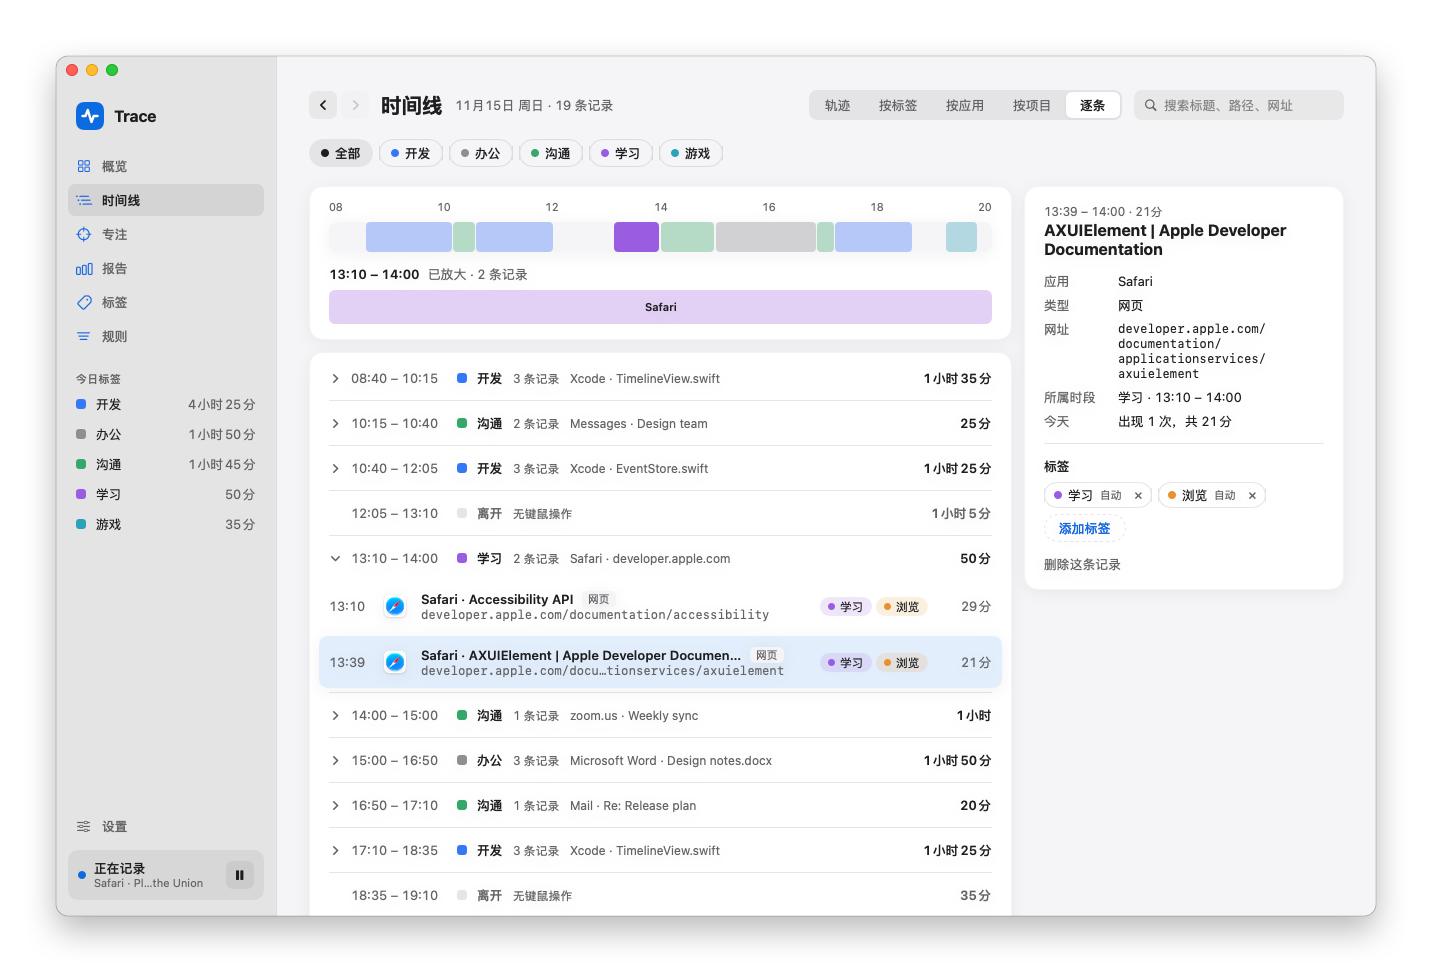 Trace
概览
时间线
专注
报告
标签
规则
今日标签
开发 4小时25分
办公 1小时50分
沟通 1小时45分
学习 50分
游戏 35分
设置
正在记录
Safari · Pl...the Union
时间线 11月15日 周日 · 19 条记录
轨迹 按标签 按应用 按项目 逐条
搜索标题、路径、网址
全部 开发 办公 沟通 学习 游戏
08 10 12 14 16 18 20
13:10 – 14:00 已放大 · 2 条记录
Safari
08:40 – 10:15 开发 3 条记录 Xcode · TimelineView.swift 1小时35分
10:15 – 10:40 沟通 2 条记录 Messages · Design team 25分
10:40 – 12:05 开发 3 条记录 Xcode · EventStore.swift 1小时25分
12:05 – 13:10 离开 无键鼠操作 1小时5分
13:10 – 14:00 学习 2 条记录 Safari · developer.apple.com 50分
13:10 Safari · Accessibility API 网页 学习 浏览 29分
developer.apple.com/documentation/accessibility
13:39 Safari · AXUIElement | Apple Developer Documen... 网页 学习 浏览 21分
developer.apple.com/docu…tionservices/axuielement
14:00 – 15:00 沟通 1 条记录 zoom.us · Weekly sync 1小时
15:00 – 16:50 办公 3 条记录 Microsoft Word · Design notes.docx 1小时50分
16:50 – 17:10 沟通 1 条记录 Mail · Re: Release plan 20分
17:10 – 18:35 开发 3 条记录 Xcode · TimelineView.swift 1小时25分
18:35 – 19:10 离开 无键鼠操作 35分
13:39 – 14:00 · 21分
AXUIElement | Apple Developer
Documentation
应用 Safari
类型 网页
网址 developer.apple.com/
documentation/
applicationservices/
axuielement
所属时段 学习 · 13:10 – 14:00
今天 出现 1 次，共 21分
标签
学习 自动 × 浏览 自动 ×
添加标签
删除这条记录